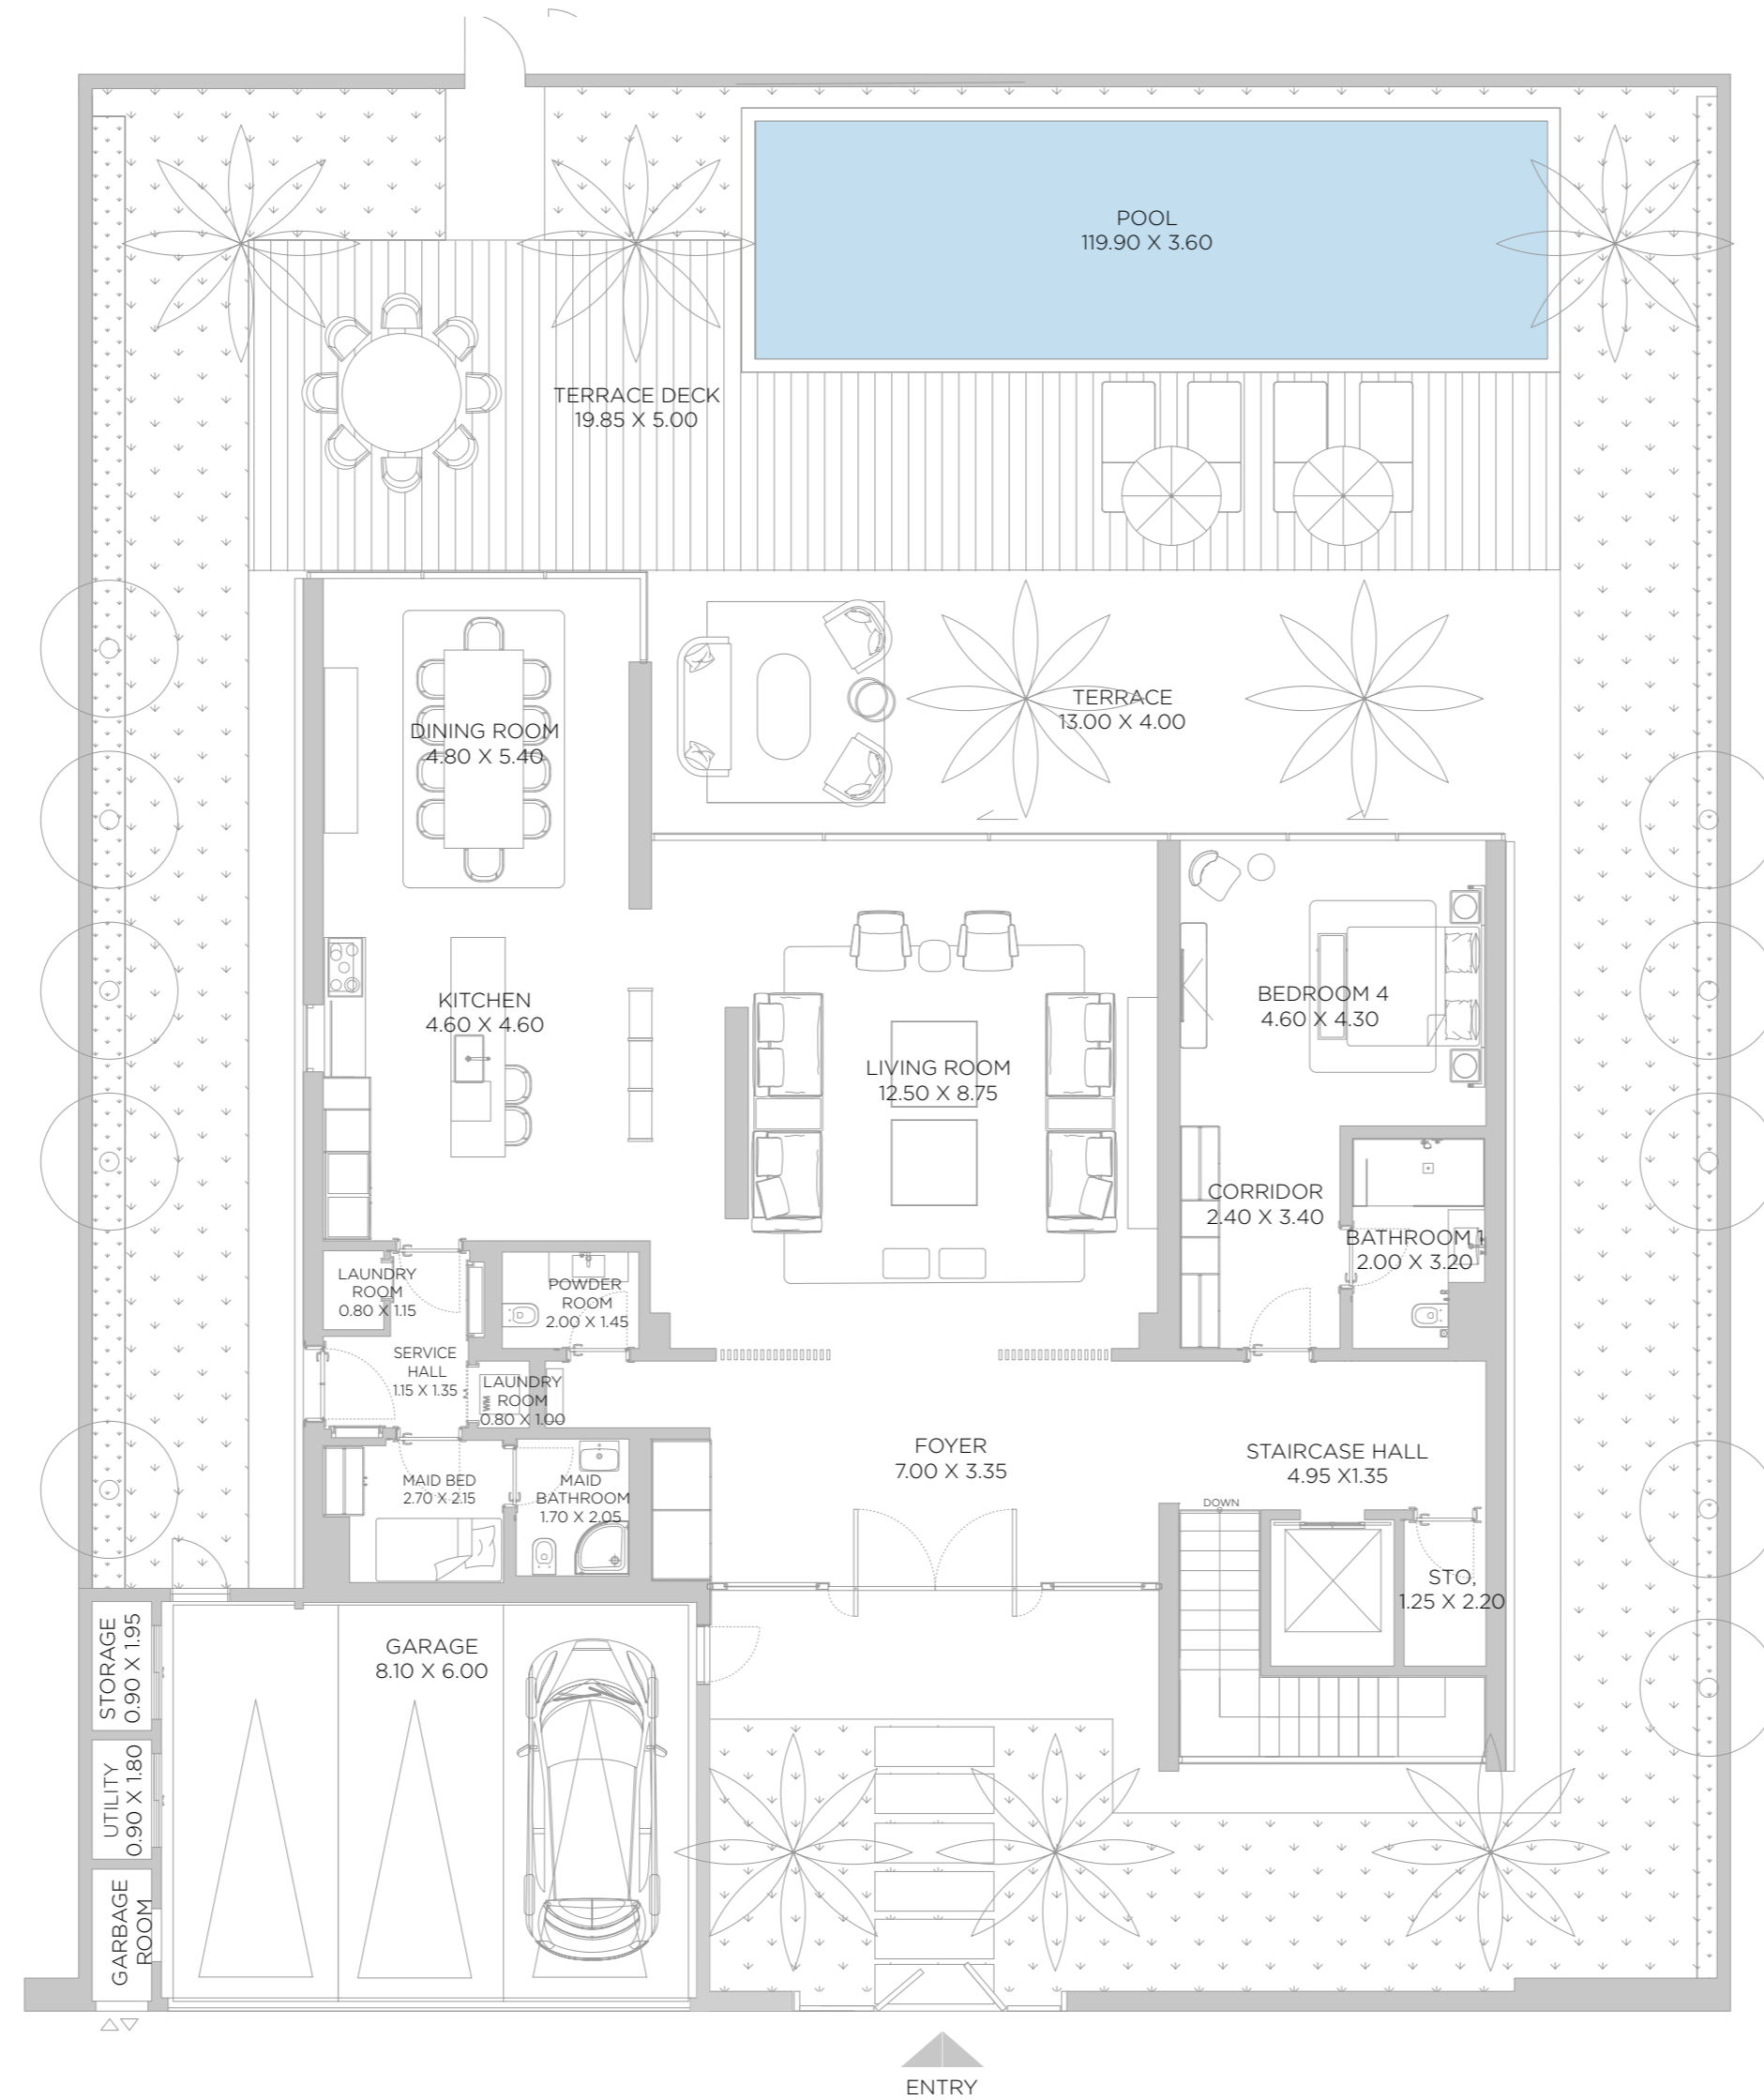 POOL
119.90 X 3.60
TERRACE DECK
19.85 X 5.00
TERRACE
13.00 X 4.00
DINING ROOM
4.80 X 5.40
KITCHEN
4.60 X 4.60
BEDROOM 4
4.60 X 4.30
LIVING ROOM
12.50 X 8.75
CORRIDOR
2.40 X 3.40
BATHROOM 1
2.00 X 3.20
LAUNDRY
ROOM
0.80 X 1.15
POWDER
ROOM
2.00 X 1.45
SERVICE
HALL
1.15 X 1.35
LAUNDRY
ROOM
0.80 X 1.00
WM
FOYER
7.00 X 3.35
STAIRCASE HALL
4.95 X1.35
MAID BED
2.70 X 2.15
MAID
BATHROOM
1.70 X 2.05
DOWN
STO,
1.25 X 2.20
STORAGE
0.90 X 1.95
GARAGE
8.10 X 6.00
UTILITY
0.90 X 1.80
GARBAGE
ROOM
ENTRY